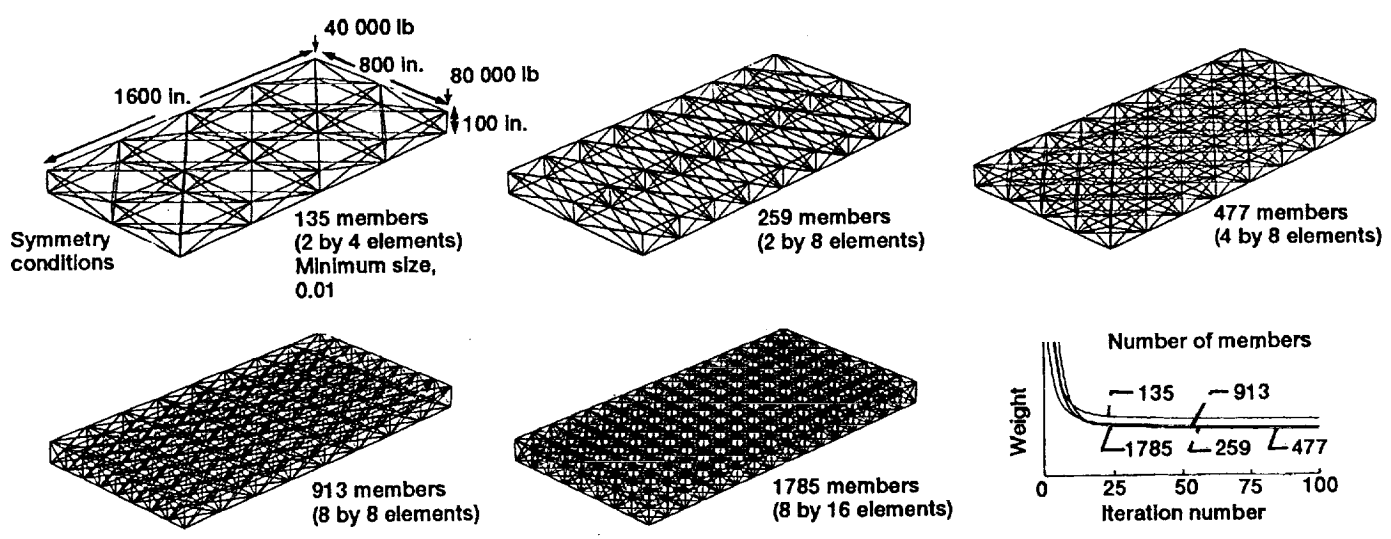 40 000 lb
800 in.
80 000 lb
1600 in.
100 in.
Symmetry
conditions
135 members
(2 by 4 elements)
Minimum size,
0.01
259 members
(2 by 8 elements)
477 members
(4 by 8 elements)
913 members
(8 by 8 elements)
1785 members
(8 by 16 elements)
Number of members
135
913
1785
259
477
Weight
0
25
50
75
100
Iteration number